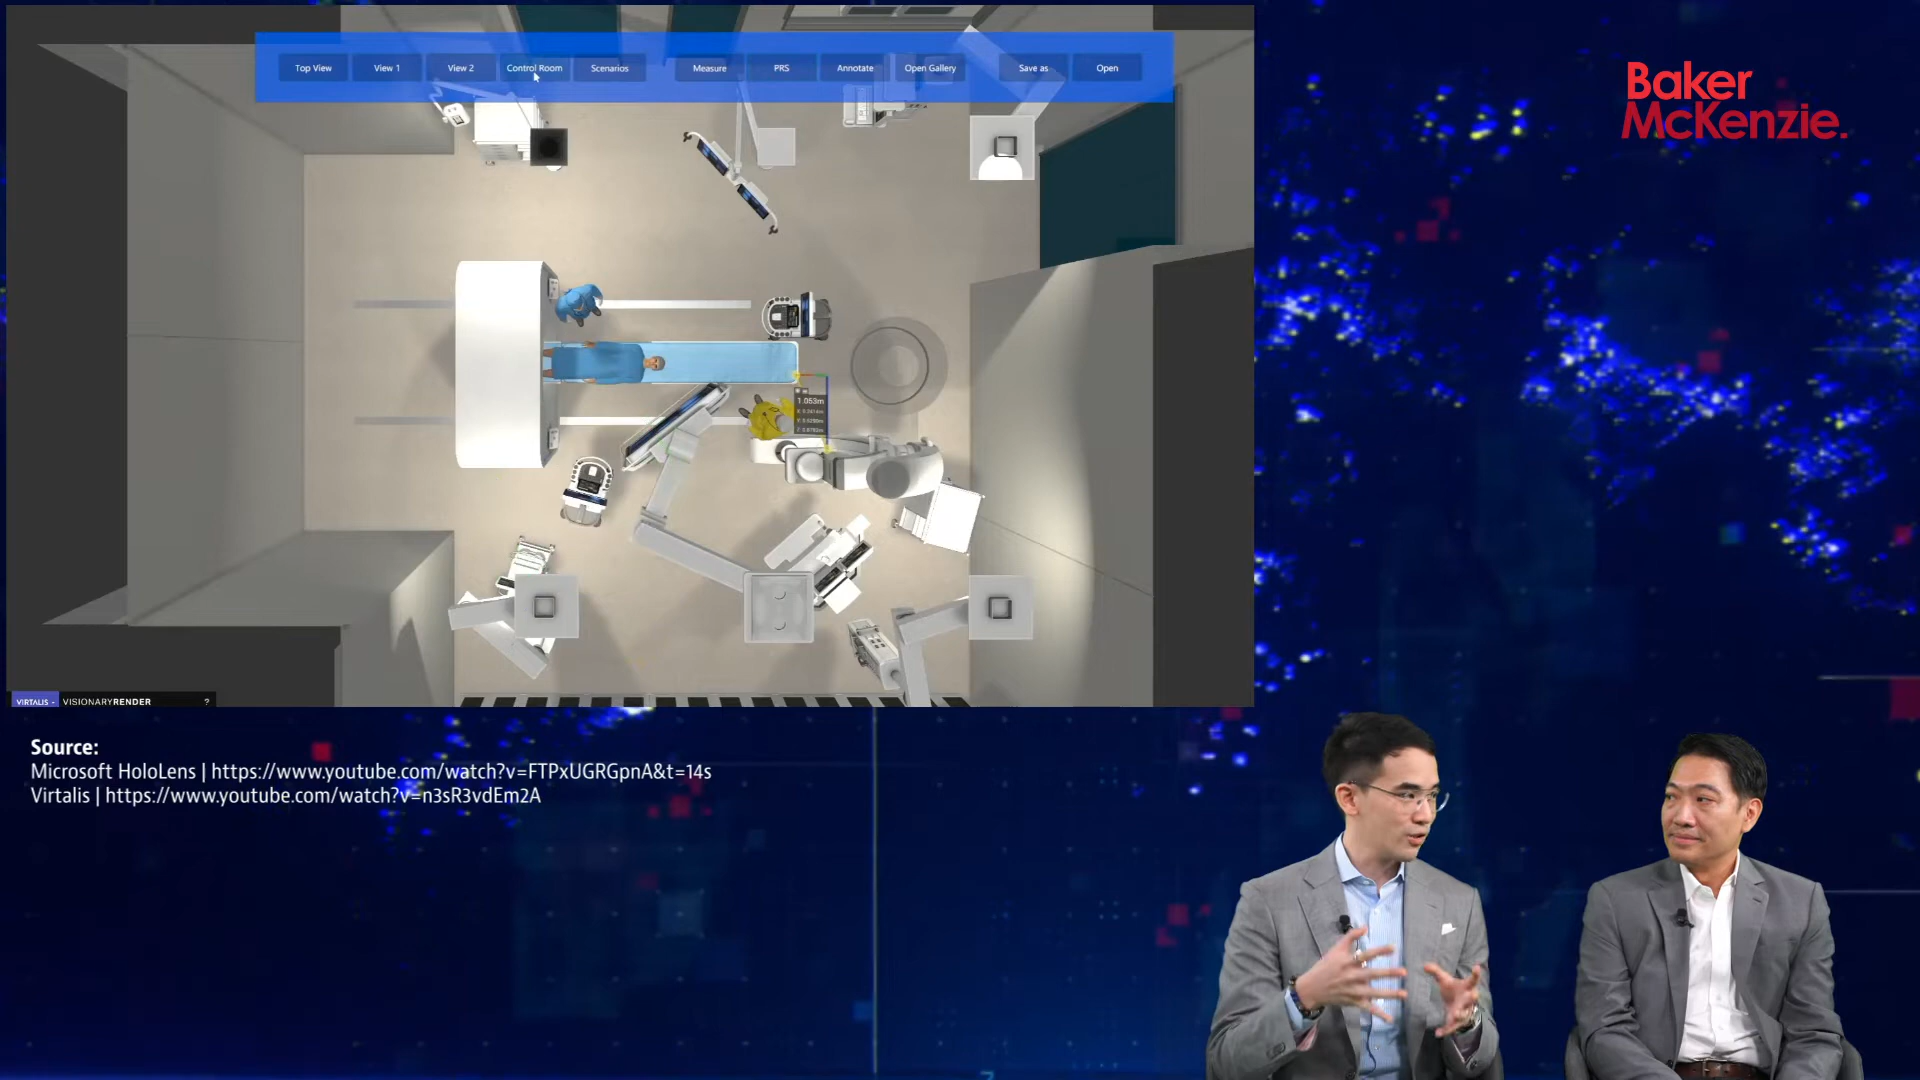 Top View
View 1
View 2
Control Room
Scenarios
Measure
PRS
Annotate
Open Gallery
Save as
Open
Baker
McKenzie.
1.053m
VIRTALIS
VISIONARYRENDER
?
Source:
Microsoft HoloLens | https://www.youtube.com/watch?v=FTPxUGRGpnA&t=14s
Virtalis | https://www.youtube.com/watch?v=n3sR3vdEm2A